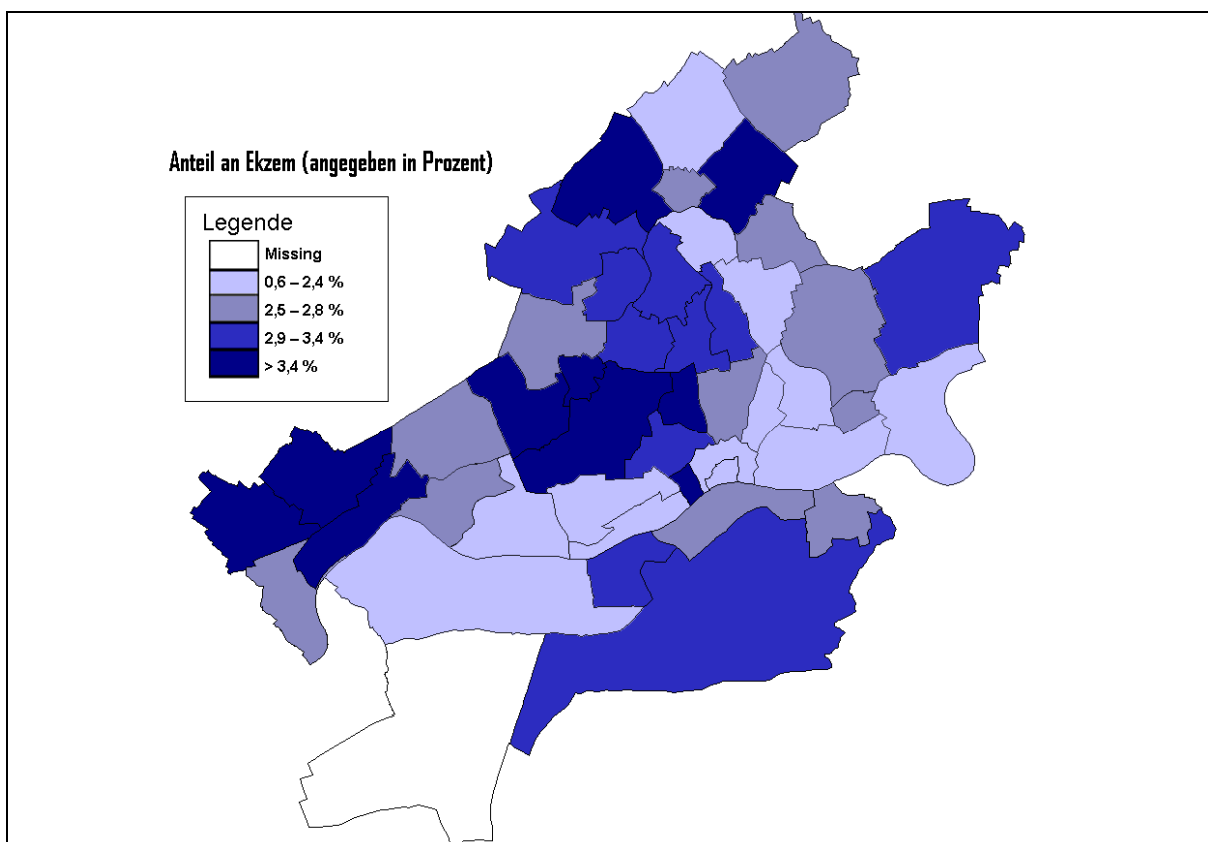 Anteil an Ekzem (angegeben in Prozent)
Legende
Missing
0,6 – 2,4 %
2,5 – 2,8 %
2,9 – 3,4 %
> 3,4 %